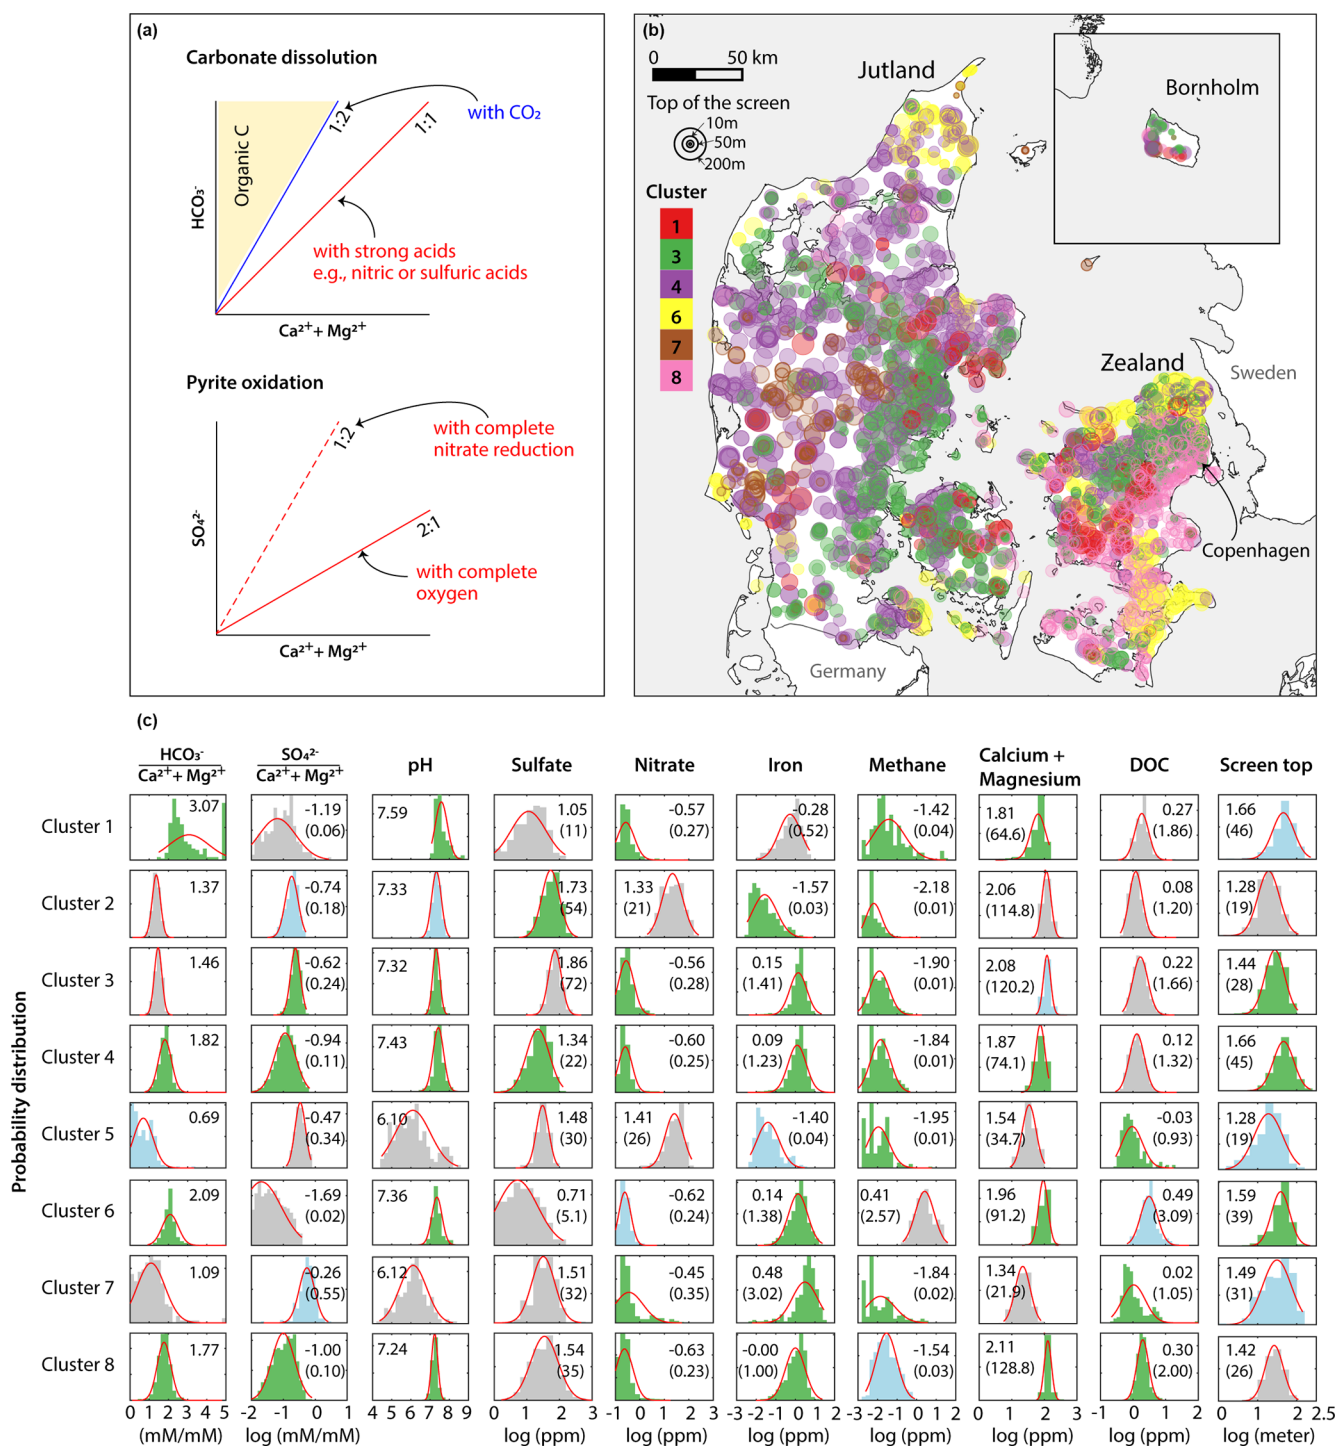 (a)
Carbonate dissolution
HCO₃⁻
Organic C
1:2
1:1
with CO₂
with strong acids
e.g., nitric or sulfuric acids
Ca²⁺+ Mg²⁺
Pyrite oxidation
SO₄²⁻
1:2
with complete
nitrate reduction
2:1
with complete
oxygen
Ca²⁺+ Mg²⁺
(b)
0 50 km
Top of the screen
10m
50m
200m
Cluster
1
3
4
6
7
8
Jutland
Bornholm
Zealand
Sweden
Copenhagen
Germany
(c)
HCO₃⁻ SO₄²⁻
Ca²⁺+ Mg²⁺ Ca²⁺+ Mg²⁺ pH Sulfate Nitrate Iron Methane Calcium + Magnesium DOC Screen top
Probability distribution
Cluster 1 3.07 -1.19 7.59 1.05 -0.57 -0.28 -1.42 1.81 0.27 1.66
(0.06) (11) (0.27) (0.52) (0.04) (64.6) (1.86) (46)
Cluster 2 1.37 -0.74 7.33 1.73 1.33 -1.57 -2.18 2.06 0.08 1.28
(0.18) (54) (21) (0.03) (0.01) (114.8) (1.20) (19)
Cluster 3 1.46 -0.62 7.32 1.86 -0.56 0.15 -1.90 2.08 0.22 1.44
(0.24) (72) (0.28) (1.41) (0.01) (120.2) (1.66) (28)
Cluster 4 1.82 -0.94 7.43 1.34 -0.60 0.09 -1.84 1.87 0.12 1.66
(0.11) (22) (0.25) (1.23) (0.01) (74.1) (1.32) (45)
Cluster 5 0.69 -0.47 6.10 1.48 1.41 -1.40 -1.95 1.54 -0.03 1.28
(0.34) (30) (26) (0.04) (0.01) (34.7) (0.93) (19)
Cluster 6 2.09 -1.69 7.36 0.71 -0.62 0.14 0.41 1.96 0.49 1.59
(0.02) (5.1) (0.24) (1.38) (2.57) (91.2) (3.09) (39)
Cluster 7 1.09 -0.26 6.12 1.51 -0.45 0.48 -1.84 1.34 0.02 1.49
(0.55) (32) (0.35) (3.02) (0.02) (21.9) (1.05) (31)
Cluster 8 1.77 -1.00 7.24 1.54 -0.63 -0.00 -1.54 2.11 0.30 1.42
(0.10) (35) (0.23) (1.00) (0.03) (128.8) (2.00) (26)
0 1 2 3 4 5 -2 -1 0 1 4 5 6 7 8 9 0 1 2 3 -1 0 1 2 3 -3 -2 -1 0 1 2 -3 -2 -1 0 1 2 0 1 2 3 -1 0 1 2 0 1 2 2.5
(mM/mM) log (mM/mM) log (ppm) log (ppm) log (ppm) log (ppm) log (ppm) log (ppm) log (meter)